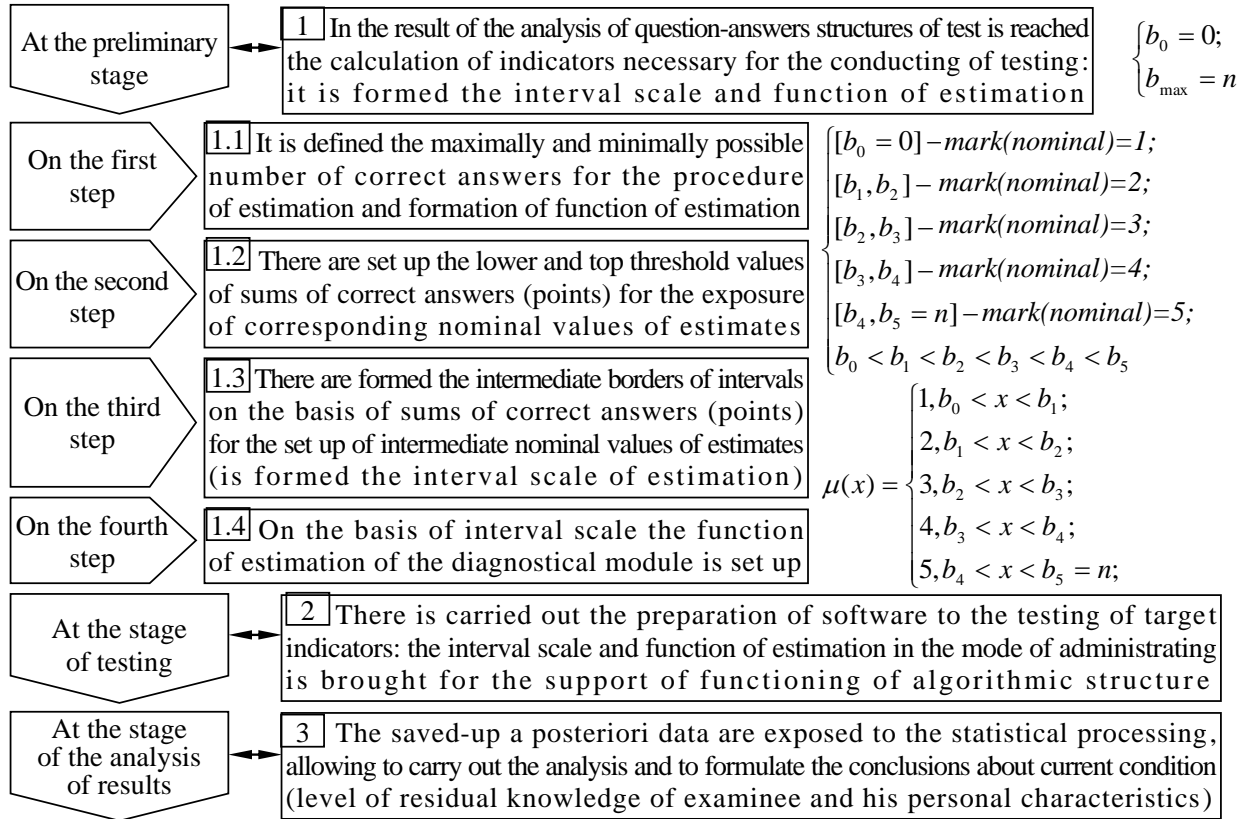 At the preliminary
stage
1 In the result of the analysis of question-answers structures of test is reached
the calculation of indicators necessary for the conducting of testing:
it is formed the interval scale and function of estimation
b₀ = 0;
b_max = n
On the first
step
1.1 It is defined the maximally and minimally possible
number of correct answers for the procedure
of estimation and formation of function of estimation
On the second
step
1.2 There are set up the lower and top threshold values
of sums of correct answers (points) for the exposure
of corresponding nominal values of estimates
[b₀ = 0] – mark(nominal)=1;
[b₁, b₂] – mark(nominal)=2;
[b₂, b₃] – mark(nominal)=3;
[b₃, b₄] – mark(nominal)=4;
[b₄, b₅ = n] – mark(nominal)=5;
b₀ < b₁ < b₂ < b₃ < b₄ < b₅
On the third
step
1.3 There are formed the intermediate borders of intervals
on the basis of sums of correct answers (points)
for the set up of intermediate nominal values of estimates
(is formed the interval scale of estimation)
On the fourth
step
1.4 On the basis of interval scale the function
of estimation of the diagnostical module is set up
μ(x) =
1, b₀ < x < b₁;
2, b₁ < x < b₂;
3, b₂ < x < b₃;
4, b₃ < x < b₄;
5, b₄ < x < b₅ = n;
At the stage
of testing
2 There is carried out the preparation of software to the testing of target
indicators: the interval scale and function of estimation in the mode of administrating
is brought for the support of functioning of algorithmic structure
At the stage
of the analysis
of results
3 The saved-up a posteriori data are exposed to the statistical processing,
allowing to carry out the analysis and to formulate the conclusions about current condition
(level of residual knowledge of examinee and his personal characteristics)